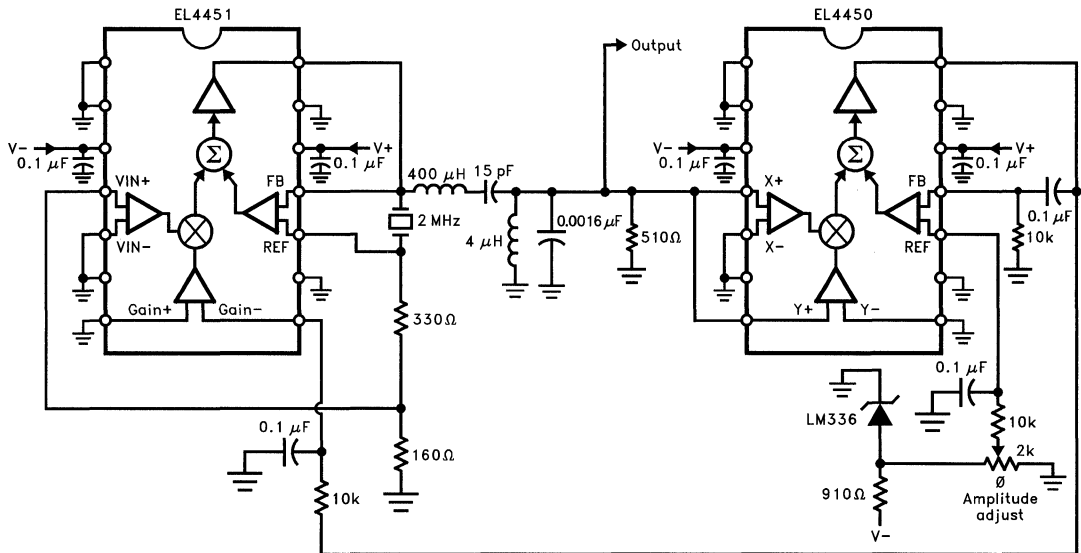 EL4451
EL4450
Output
V-
0.1 µF
V+
0.1 µF
Σ
VIN+
VIN-
FB
REF
Gain+
Gain-
400 µH
15 pF
2 MHz
4 µH
0.0016µF
510Ω
330Ω
160Ω
0.1 µF
10k
V-
0.1 µF
V+
0.1 µF
Σ
X+
X-
FB
REF
Y+
Y-
0.1 µF
10k
0.1 µF
LM336
10k
2k
Ø
Amplitude
adjust
910Ω
V-